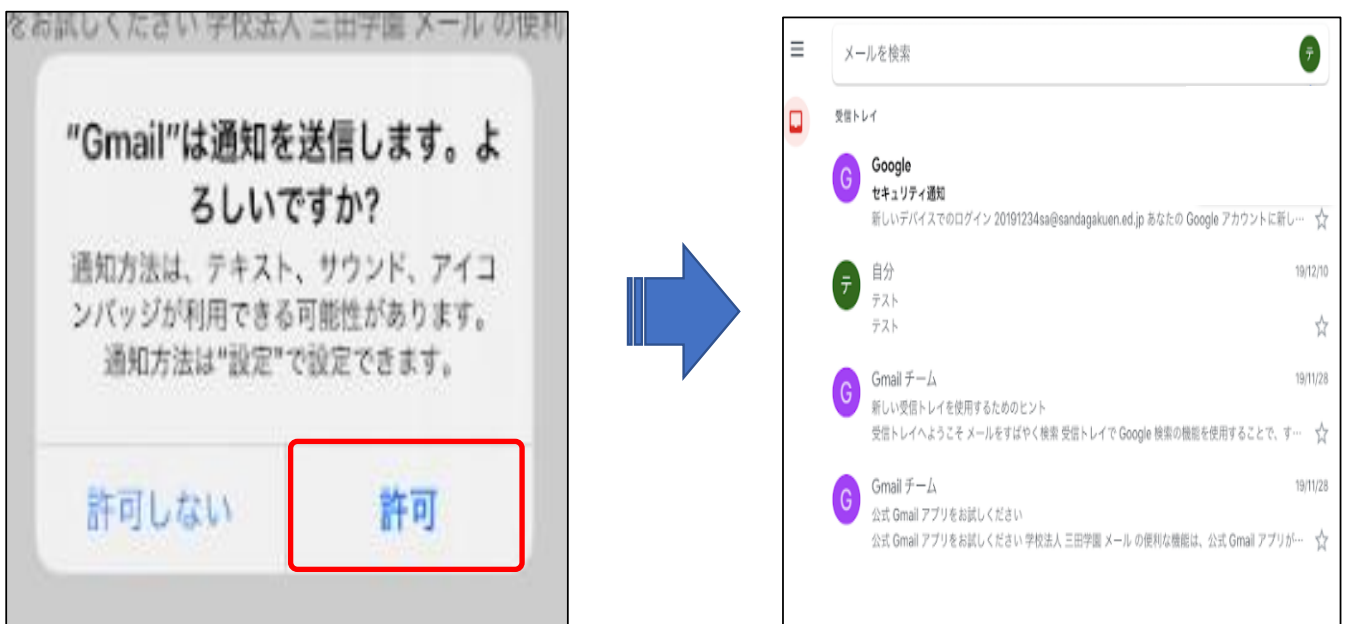 をお試しください 学校法人 三田学園 メール の便利
"Gmail"は通知を送信します。よ
ろしいですか?
通知方法は、テキスト、サウンド、アイコ
ンバッジが利用できる可能性があります。
通知方法は"設定"で設定できます。
許可しない
許可
メールを検索
テ
受信トレイ
G
Google
セキュリティ通知
新しいデバイスでのログイン 20191234sa@sandagakuen.ed.jp あなたの Google アカウントに新し…
テ
自分
19/12/10
テスト
テスト
G
Gmail チーム
19/11/28
新しい受信トレイを使用するためのヒント
受信トレイへようこそ メールをすばやく検索 受信トレイで Google 検索の機能を使用することで、す…
G
Gmail チーム
19/11/28
公式 Gmail アプリをお試しください
公式 Gmail アプリをお試しください 学校法人 三田学園 メール の便利な機能は、公式 Gmail アプリが…